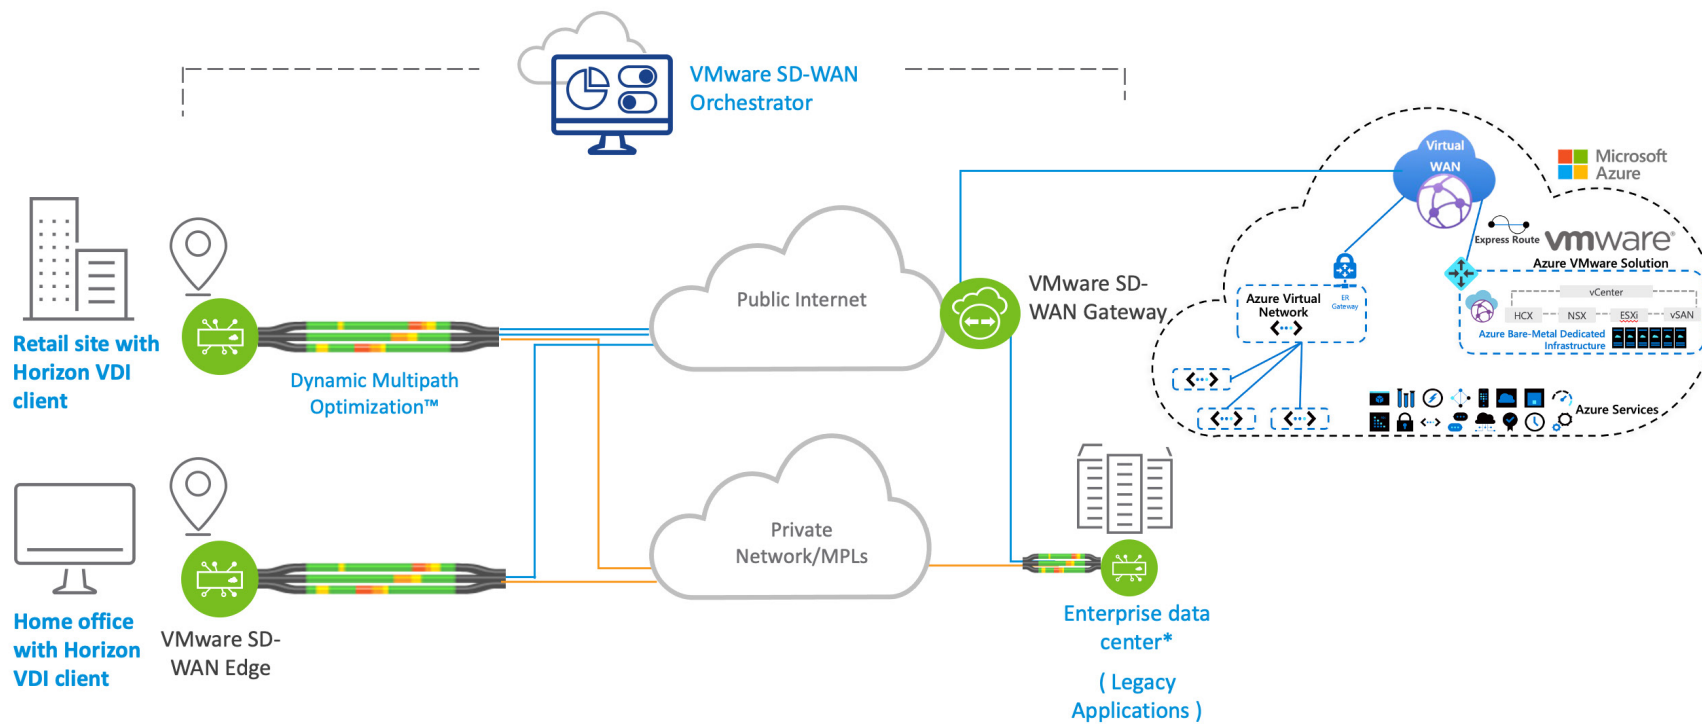 VMware SD-WAN
Orchestrator
Virtual
WAN
Microsoft
Azure
Express Route
vmware®
Azure VMware Solution
vCenter
HCX
NSX
ESXi
vSAN
Azure Bare-Metal Dedicated
Infrastructure
ER
Gateway
Azure Virtual
Network
Azure Services
Public Internet
VMware SD-
WAN Gateway
Retail site with
Horizon VDI
client
Dynamic Multipath
Optimization™
Private
Network/MPLs
Home office
with Horizon
VDI client
VMware SD-
WAN Edge
Enterprise data
center*
( Legacy
Applications )